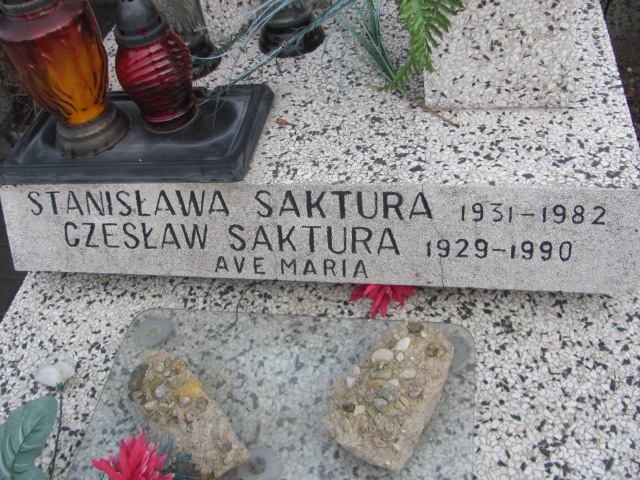 STANISŁAWA SAKTURA 1931-1982
CZESŁAW SAKTURA 1929-1990
AVE MARIA